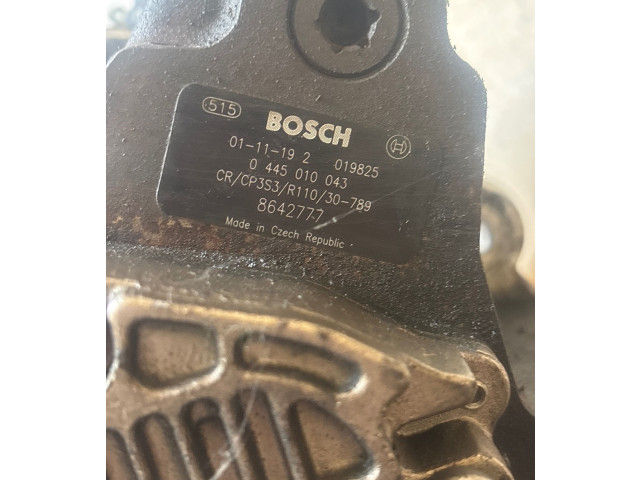 515
BOSCH
01-11-19 2 019825
0 445 010 043
CR/CP3S3/R110/30-789
8642777
Made in Czech Republic